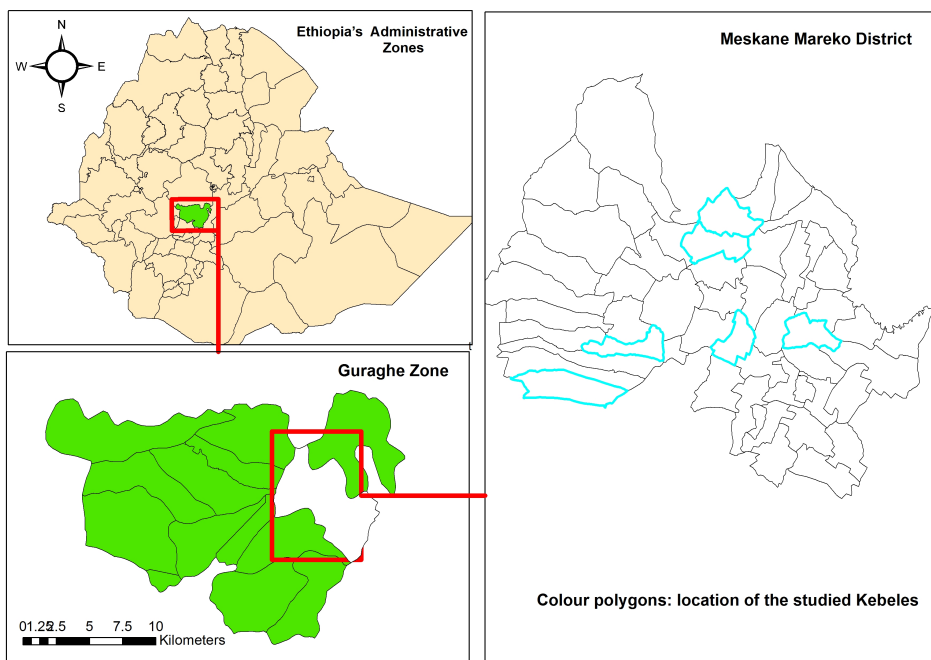 Ethiopia's Administrative
Zones
N
W E
S
Meskane Mareko District
Guraghe Zone
01.252.5 5 7.5 10
Kilometers
Colour polygons: location of the studied Kebeles